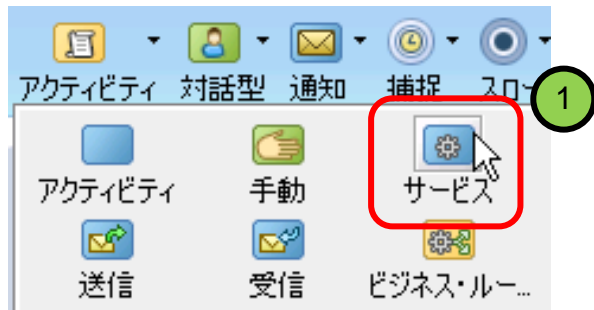 アクティビティ 対話型 通知 捕捉 スロー
1
アクティビティ 手動 サービス
送信 受信 ビジネス・ルー...